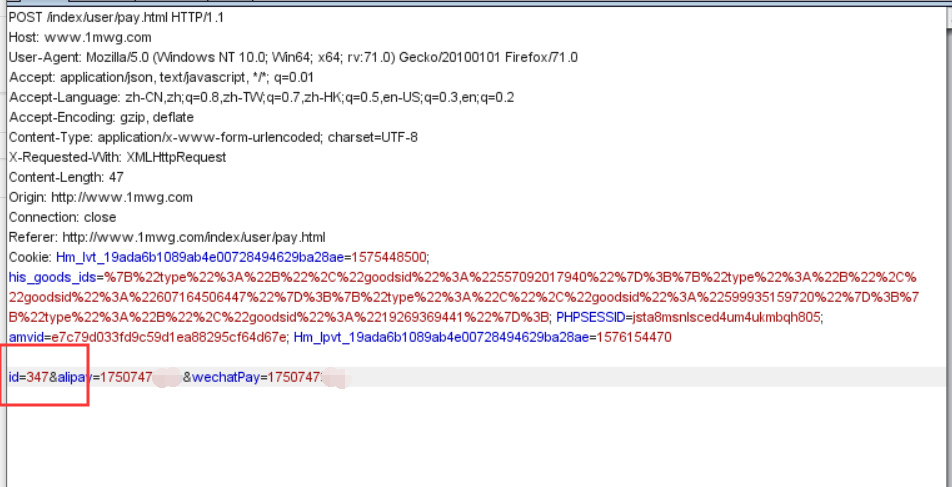 POST /index/user/pay.html HTTP/1.1
Host: www.1mwg.com
User-Agent: Mozilla/5.0 (Windows NT 10.0; Win64; x64; rv:71.0) Gecko/20100101 Firefox/71.0
Accept: application/json, text/javascript, */*; q=0.01
Accept-Language: zh-CN,zh;q=0.8,zh-TW;q=0.7,zh-HK;q=0.5,en-US;q=0.3,en;q=0.2
Accept-Encoding: gzip, deflate
Content-Type: application/x-www-form-urlencoded; charset=UTF-8
X-Requested-With: XMLHttpRequest
Content-Length: 47
Origin: http://www.1mwg.com
Connection: close
Referer: http://www.1mwg.com/index/user/pay.html
Cookie: Hm_lvt_19ada6b1089ab4e00728494629ba28ae=1575448500;
his_goods_ids=%7B%22type%22%3A%22B%22%2C%22goodsid%22%3A%22557092017940%22%7D%3B%7B%22type%22%3A%22B%22%2C%
22goodsid%22%3A%22607164506447%22%7D%3B%7B%22type%22%3A%22C%22%2C%22goodsid%22%3A%22599935159720%22%7D%3B%7
B%22type%22%3A%22B%22%2C%22goodsid%22%3A%2219269369441%22%7D%3B; PHPSESSID=jsta8msnlsced4um4ukmbqh805;
amvid=e7c79d033fd9c59d1ea88295cf64d67e; Hm_lpvt_19ada6b1089ab4e00728494629ba28ae=1576154470
id=347&alipay=1750747 &wechatPay=1750747